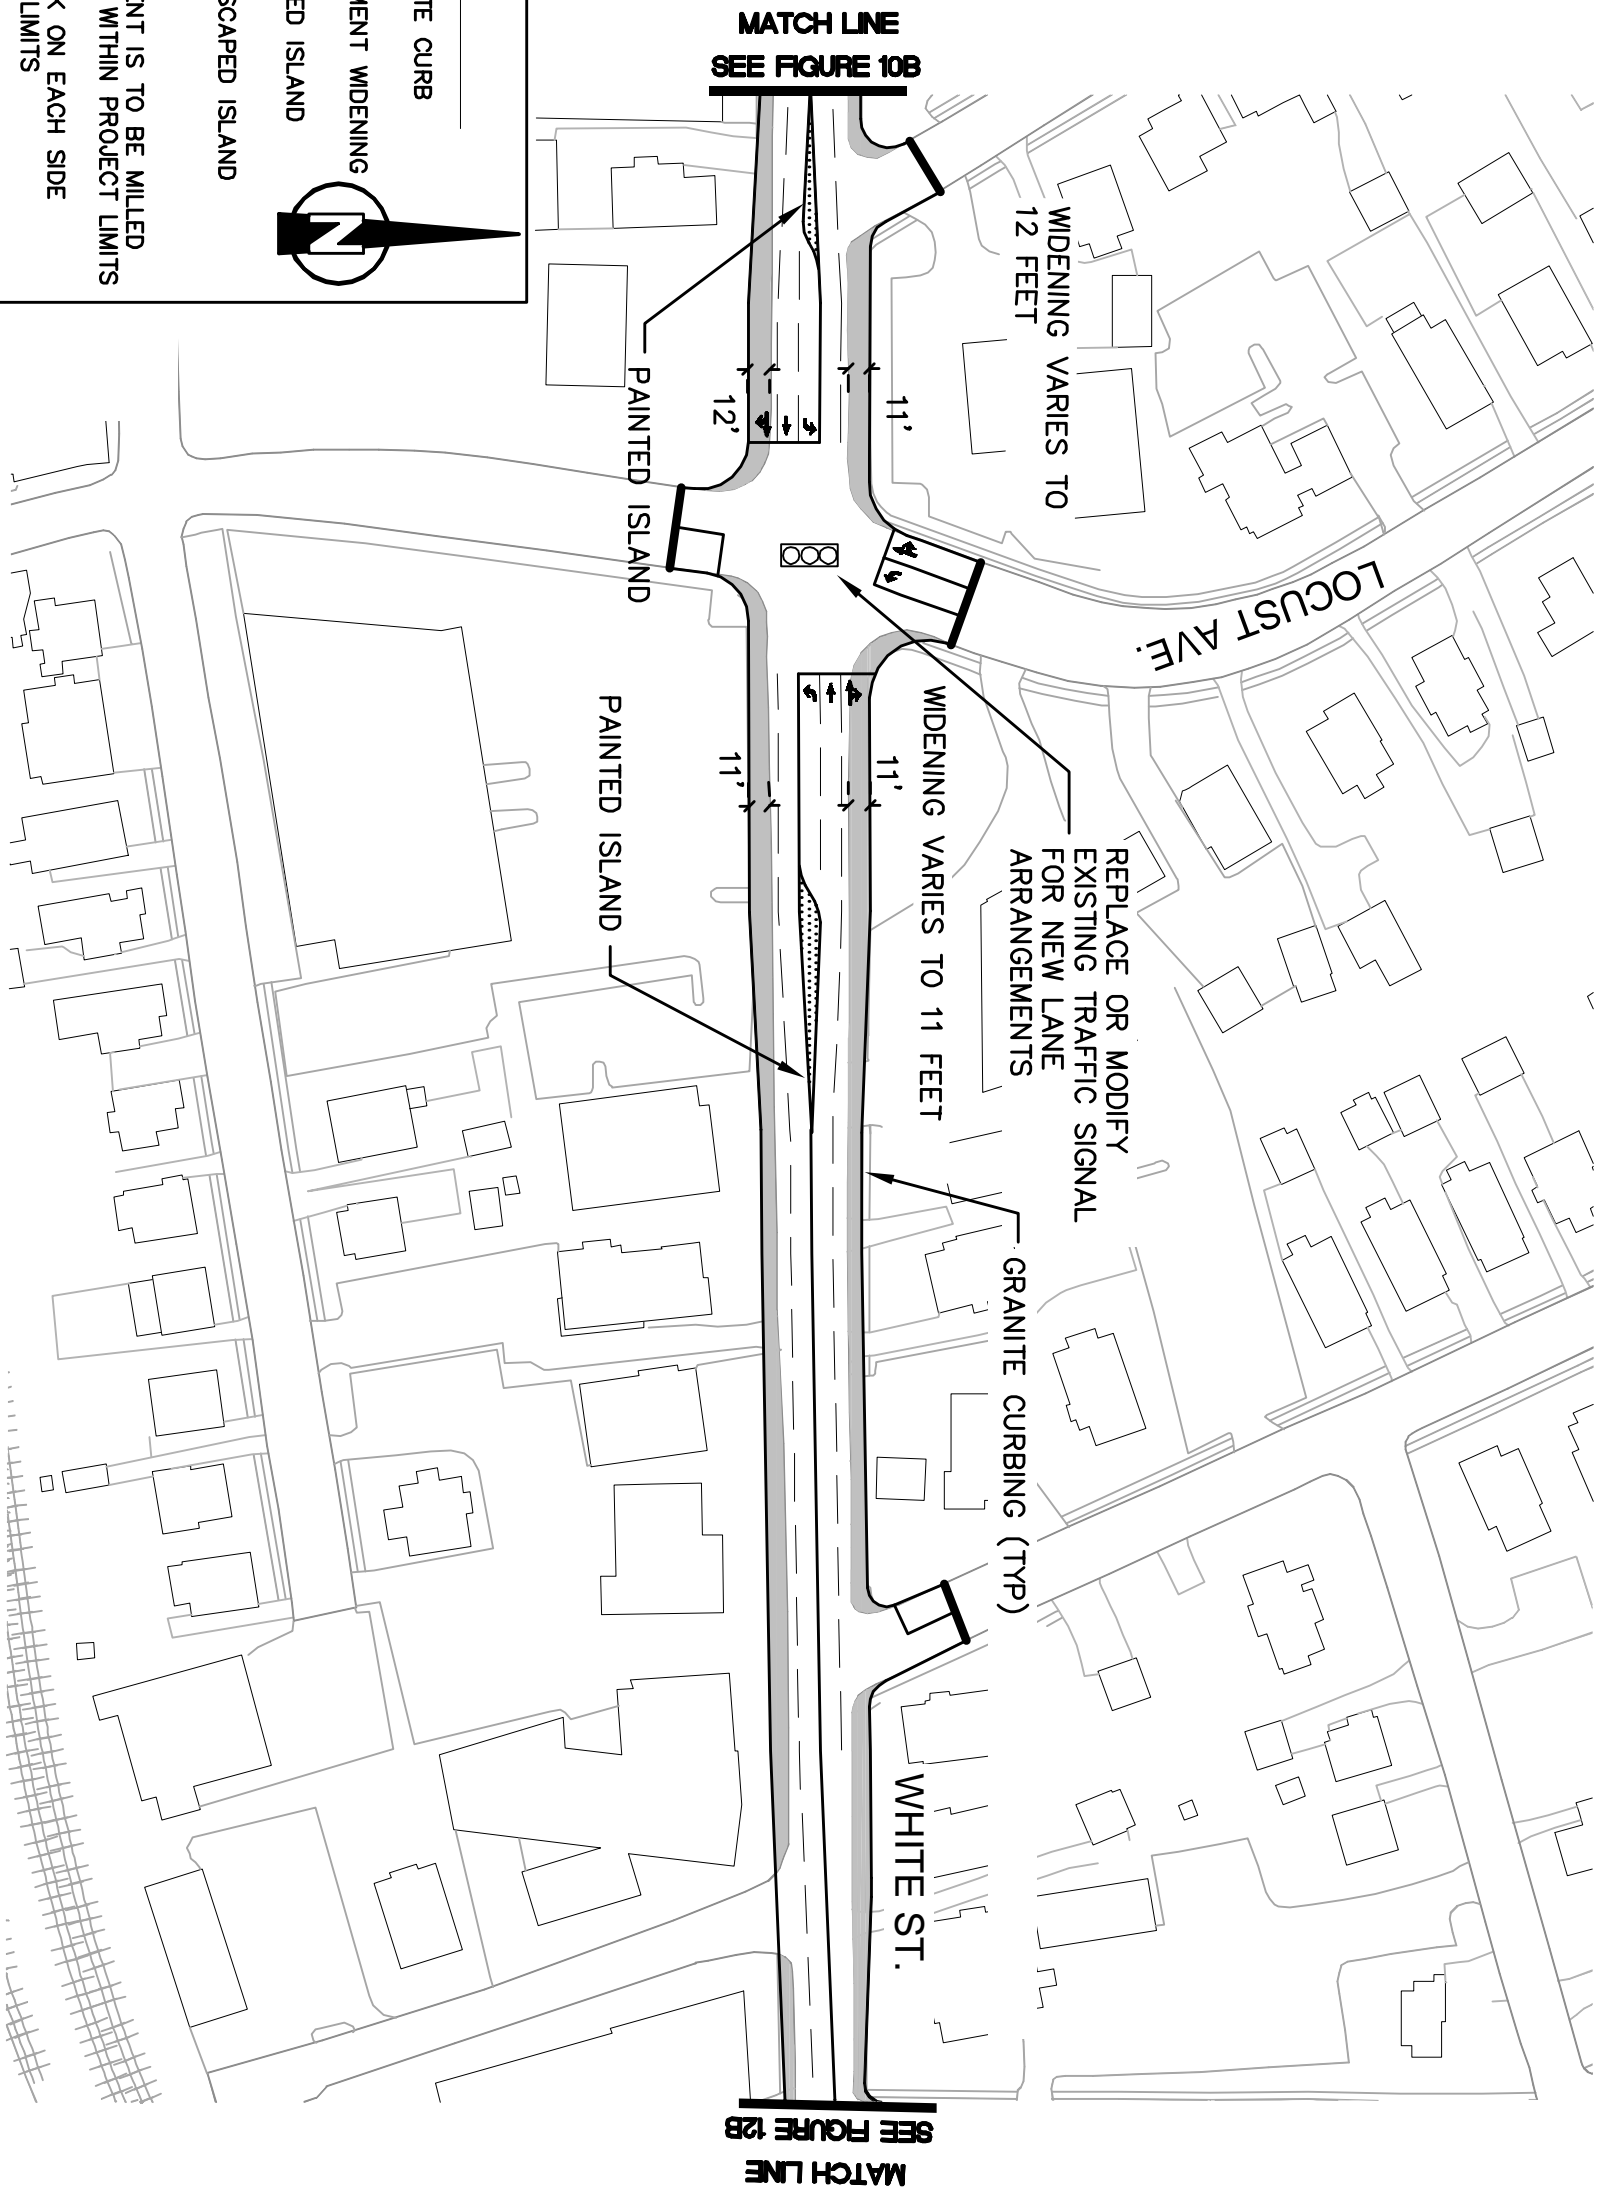 MATCH LINE
SEE FIGURE 10B
WIDENING VARIES TO
12 FEET
LOCUST AVE.
11'
12'
PAINTED ISLAND
REPLACE OR MODIFY
EXISTING TRAFFIC SIGNAL
FOR NEW LANE
ARRANGEMENTS
WIDENING VARIES TO 11 FEET
11'
11'
PAINTED ISLAND
GRANITE CURBING (TYP)
WHITE ST.
SEE FIGURE 12B
MATCH LINE
TE CURB
MENT WIDENING
ED ISLAND
SCAPED ISLAND
N
ENT IS TO BE MILLED
WITHIN PROJECT LIMITS
K ON EACH SIDE
LIMITS